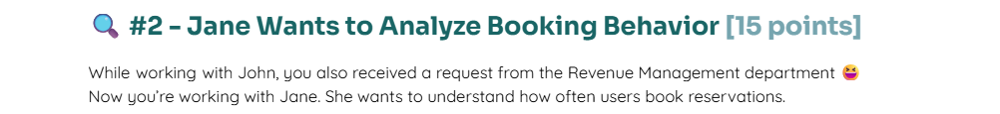 🔍 #2 – Jane Wants to Analyze Booking Behavior [15 points]
While working with John, you also received a request from the Revenue Management department 😆
Now you're working with Jane. She wants to understand how often users book reservations.